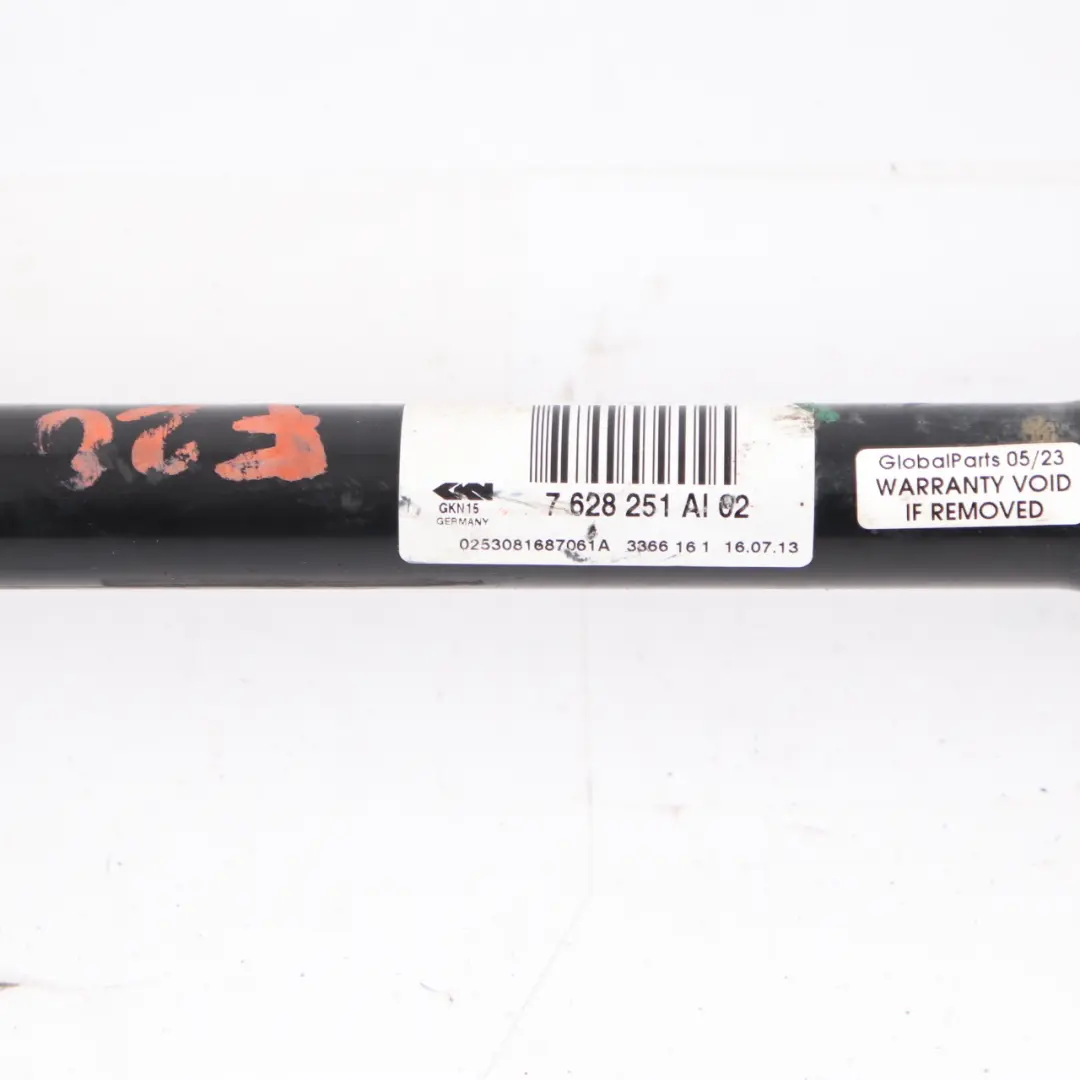 F22
GKN
GKN15
GERMANY
7 628 251 AI 02
0253081687061A 3366 16 1 16.07.13
GlobalParts 05/23
WARRANTY VOID
IF REMOVED